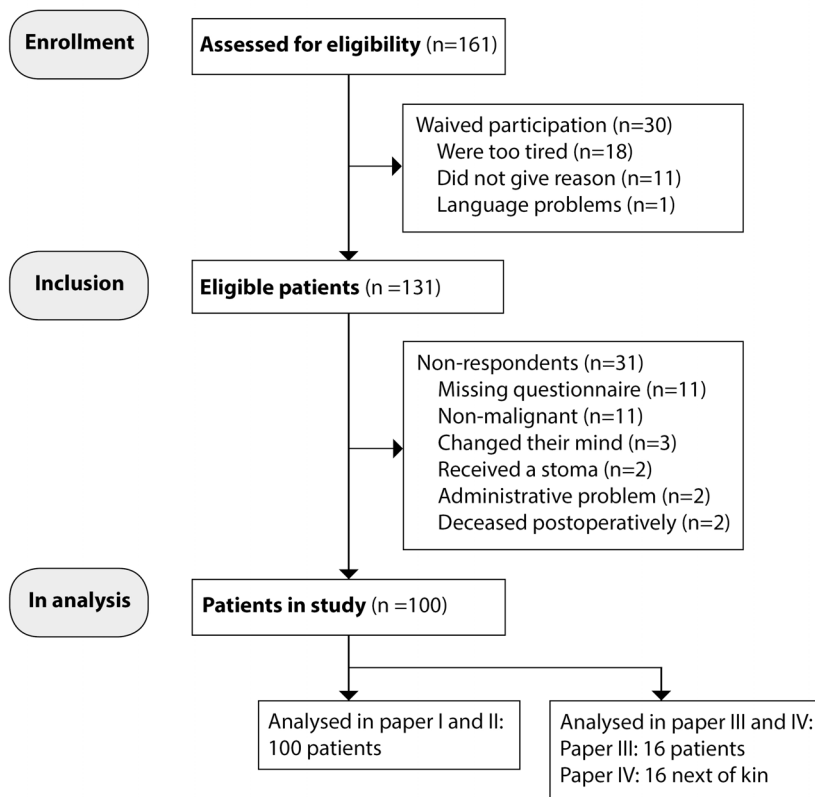 Enrollment
Assessed for eligibility (n=161)
Waived participation (n=30)
Were too tired (n=18)
Did not give reason (n=11)
Language problems (n=1)
Inclusion
Eligible patients (n =131)
Non-respondents (n=31)
Missing questionnaire (n=11)
Non-malignant (n=11)
Changed their mind (n=3)
Received a stoma (n=2)
Administrative problem (n=2)
Deceased postoperatively (n=2)
In analysis
Patients in study (n =100)
Analysed in paper I and II:
100 patients
Analysed in paper III and IV:
Paper III: 16 patients
Paper IV: 16 next of kin